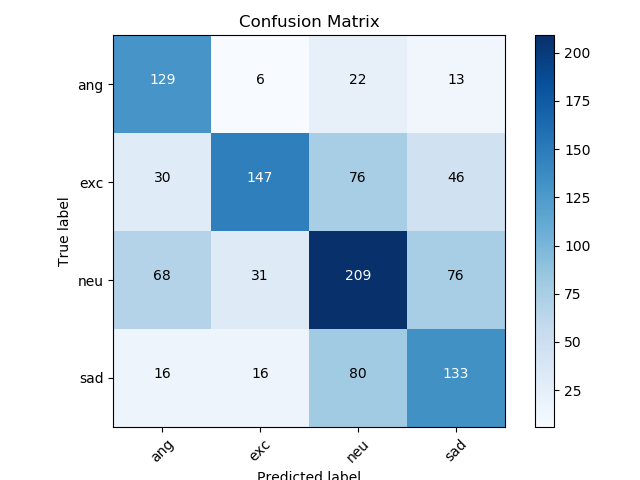 Confusion Matrix
ang 129 6 22 13
exc 30 147 76 46
neu 68 31 209 76
sad 16 16 80 133
ang exc neu sad
True label
Predicted label
200
175
150
125
100
75
50
25